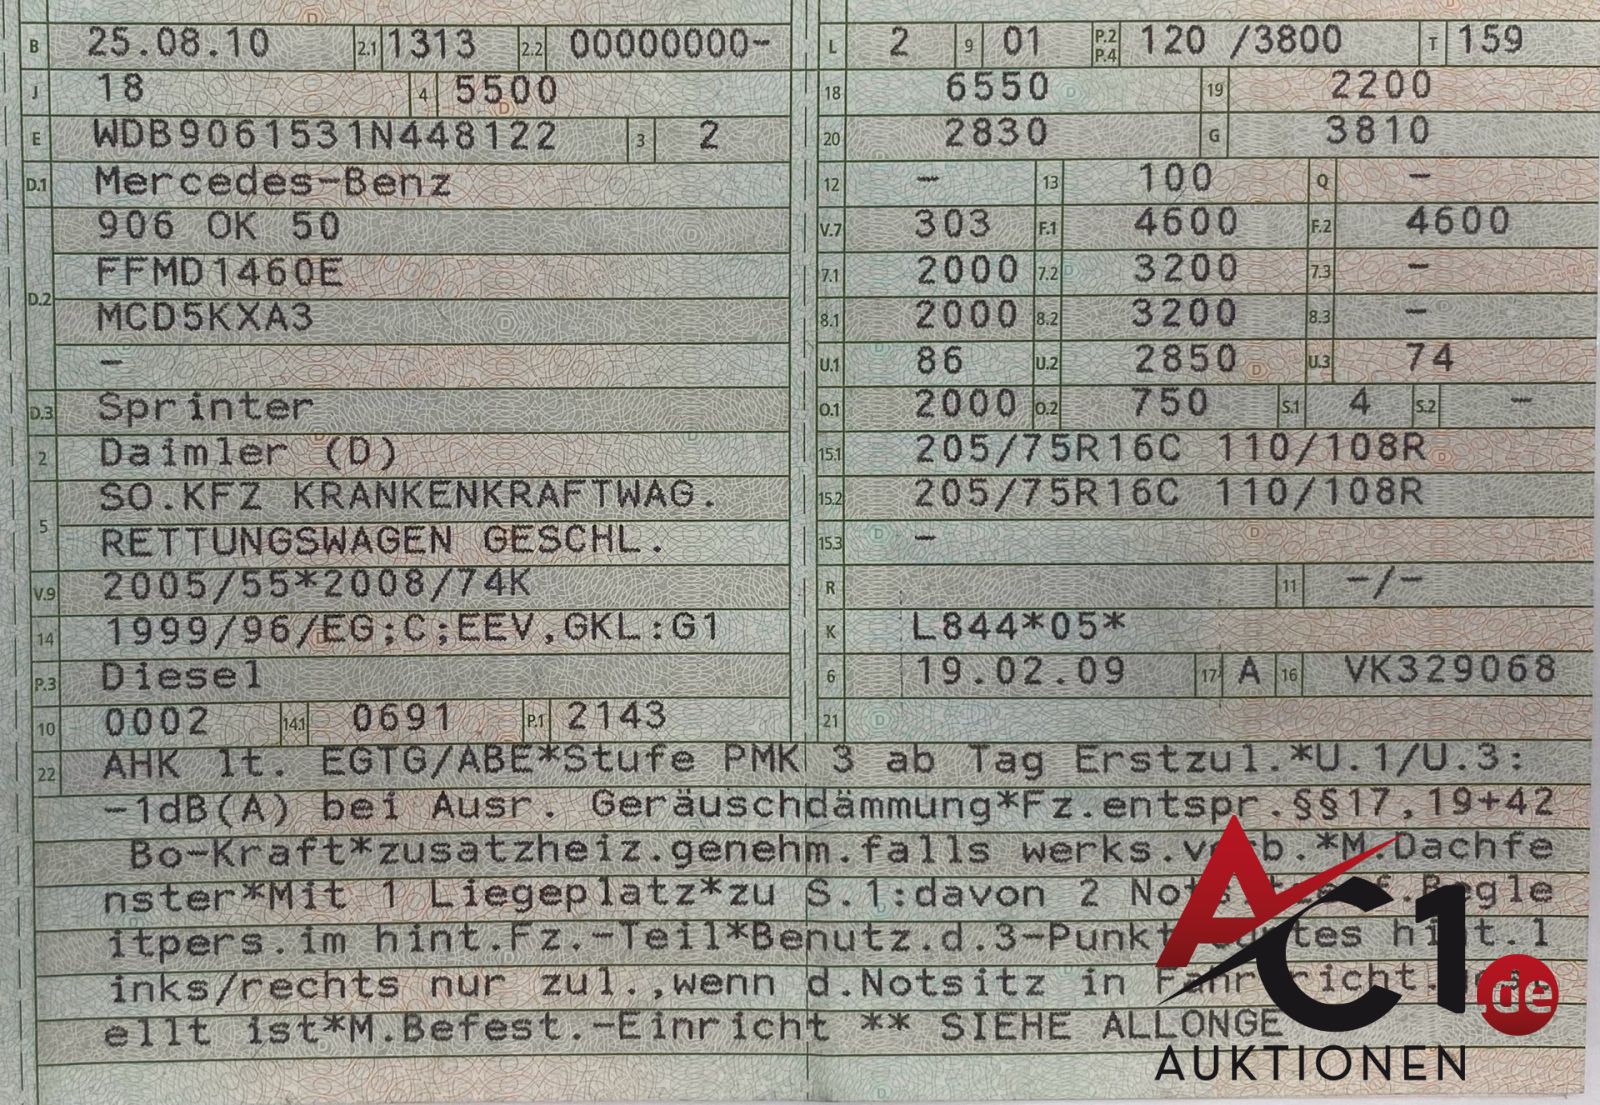 B 25.08.10 2.1 1313 2.2 00000000-
J 18 4 5500
E WDB9061531N448122 3 2
D.1 Mercedes-Benz
906 OK 50
FFMD1460E
D.2
MCD5KXA3
–
D.3 Sprinter
2 Daimler (D)
SO.KFZ KRANKENKRAFTWAG.
5
RETTUNGSWAGEN GESCHL.
V.9 2005/55*2008/74K
14 1999/96/EG;C;EEV,GKL:G1
P.3 Diesel
10 0002 14.1 0691 P.1 2143
L 2 9 01 P.2 P.4 120 /3800 T 159
18 6550 19 2200
20 2830 G 3810
12 – 13 100 Q –
V.7 303 F.1 4600 F.2 4600
7.1 2000 7.2 3200 7.3 –
8.1 2000 8.2 3200 8.3 –
U.1 86 U.2 2850 U.3 74
O.1 2000 O.2 750 S.1 4 S.2 –
15.1 205/75R16C 110/108R
15.2 205/75R16C 110/108R
15.3 –
R 11 –/–
K L844*05*
6 19.02.09 17 A 16 VK329068
21
22 AHK lt. EGTG/ABE*Stufe PMK 3 ab Tag Erstzul.*U.1/U.3:
-1dB(A) bei Ausr. Geräuschdämmung*Fz.entspr.§§17,19+42
Bo-Kraft*zusatzheiz.genehm.falls werks.verb.*M.Dachfe
nster*Mit 1 Liegeplatz*zu S.1:davon 2 Begle
itpers.im hint.Fz.-Teil*Benutz.d.3-Punkt hint.l
inks/rechts nur zul.,wenn d.Notsitz in
ellt ist*M.Befest.-Einricht ** SIEHE ALLONGE
AC1.de
AUKTIONEN